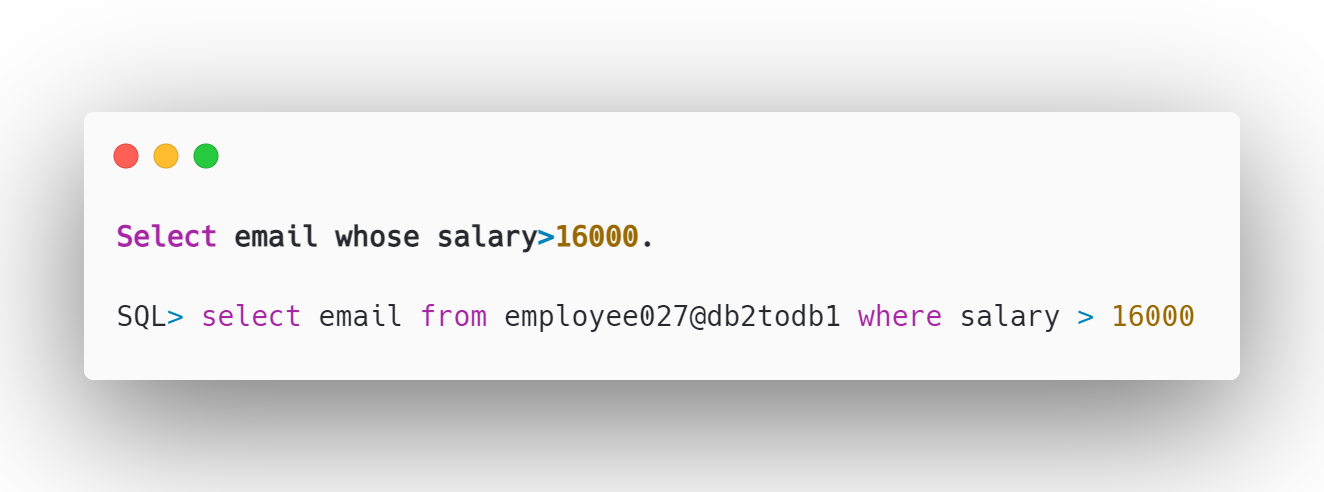 Select email whose salary>16000.
SQL> select email from employee027@db2todb1 where salary > 16000